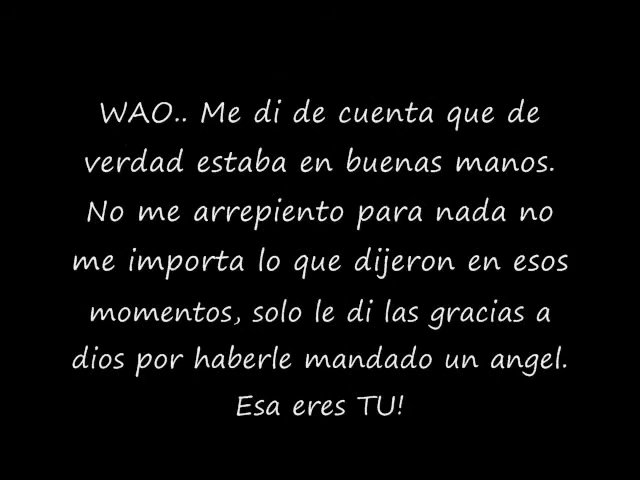 WAO.. Me di de cuenta que de
verdad estaba en buenas manos.
No me arrepiento para nada no
me importa lo que dijeron en esos
momentos, solo le di las gracias a
dios por haberle mandado un angel.
Esa eres TU!